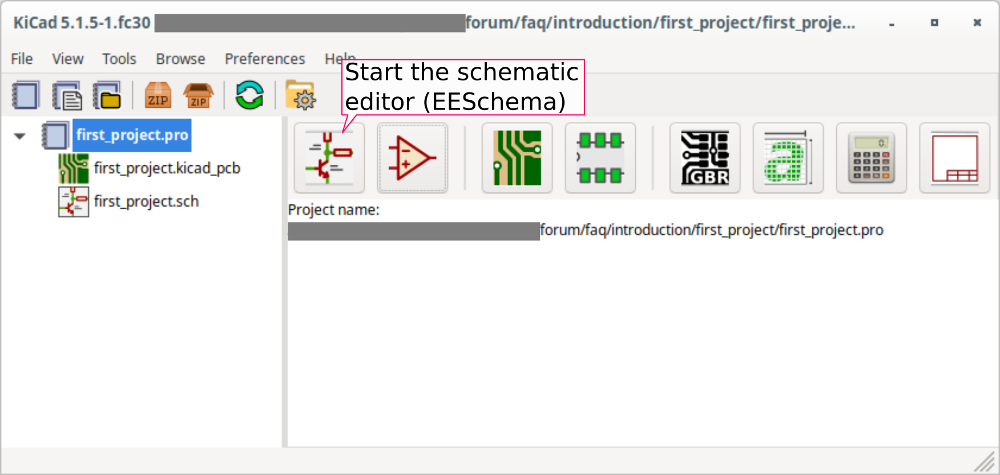 KiCad 5.1.5-1.fc30 forum/faq/introduction/first_project/first_proje...
File View Tools Browse Preferences Help
Start the schematic
editor (EESchema)
ZIP ZIP
first_project.pro
first_project.kicad_pcb
first_project.sch
GBR a 0.
Project name:
forum/faq/introduction/first_project/first_project.pro